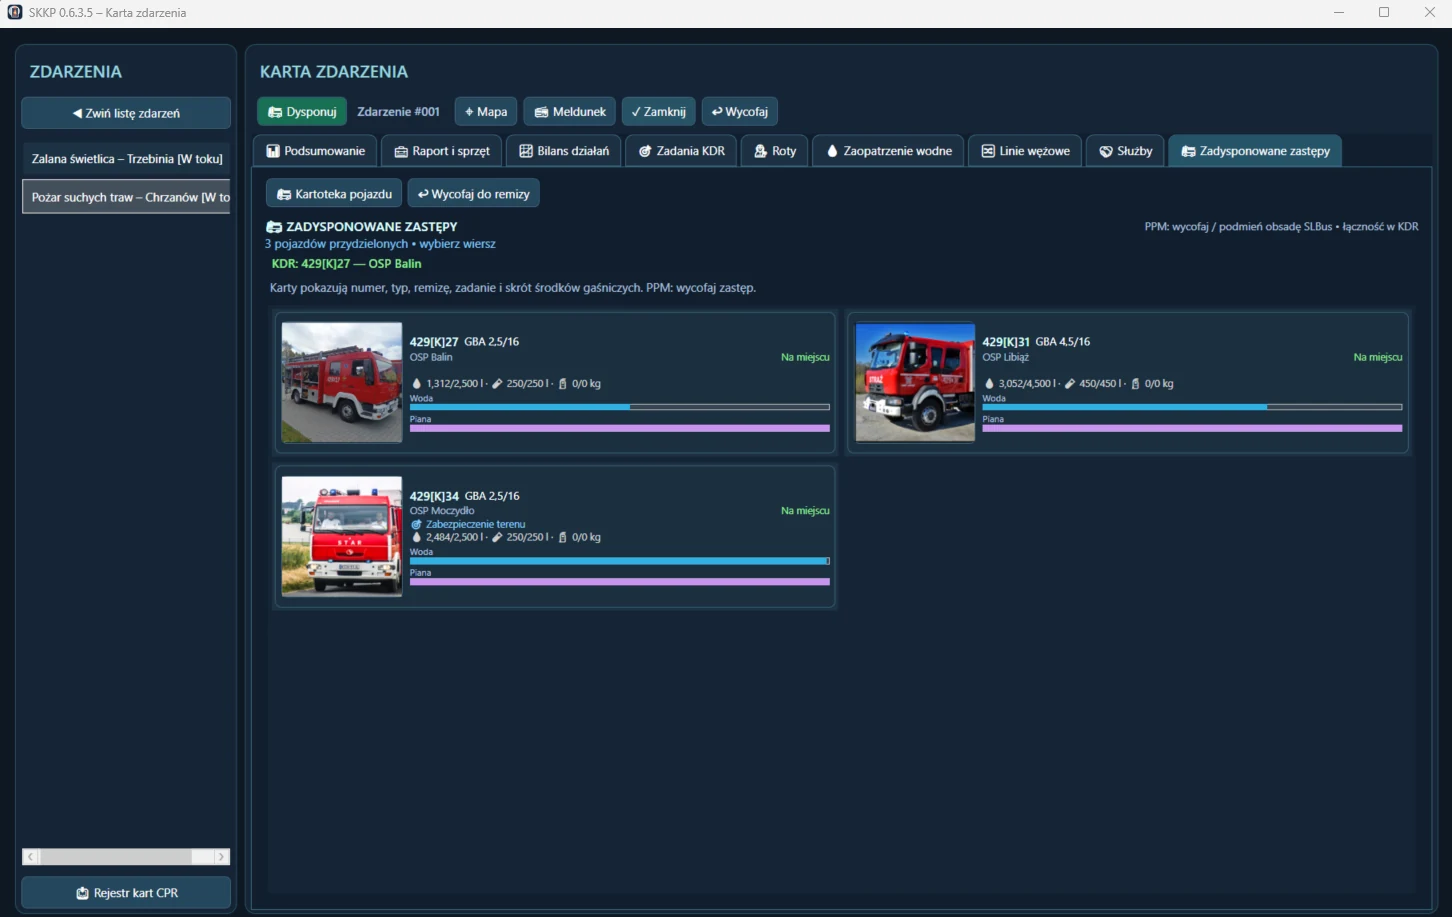 SKKP 0.6.3.5 – Karta zdarzenia
ZDARZENIA
◀ Zwiń listę zdarzeń
Zalana świetlica – Trzebinia [W toku]
Pożar suchych traw – Chrzanów [W to
Rejestr kart CPR
KARTA ZDARZENIA
Dysponuj
Zdarzenie #001
⌖ Mapa
Meldunek
✓ Zamknij
↩ Wycofaj
Podsumowanie
Raport i sprzęt
Bilans działań
Zadania KDR
Roty
Zaopatrzenie wodne
Linie wężowe
Służby
Zadysponowane zastępy
Kartoteka pojazdu
↩ Wycofaj do remizy
ZADYSPONOWANE ZASTĘPY
PPM: wycofaj / podmień obsadę SLBus • łączność w KDR
3 pojazdów przydzielonych • wybierz wiersz
KDR: 429[K]27 — OSP Balin
Karty pokazują numer, typ, remizę, zadanie i skrót środków gaśniczych. PPM: wycofaj zastęp.
429[K]27 GBA 2,5/16
OSP Balin
Na miejscu
1,312/2,500 l · 250/250 l · 0/0 kg
Woda
Piana
429[K]31 GBA 4,5/16
OSP Libiąż
Na miejscu
3,052/4,500 l · 450/450 l · 0/0 kg
Woda
Piana
STRAŻ
429[K]34 GBA 2,5/16
OSP Moczydło
Na miejscu
Zabezpieczenie terenu
2,484/2,500 l · 250/250 l · 0/0 kg
Woda
Piana
STAR